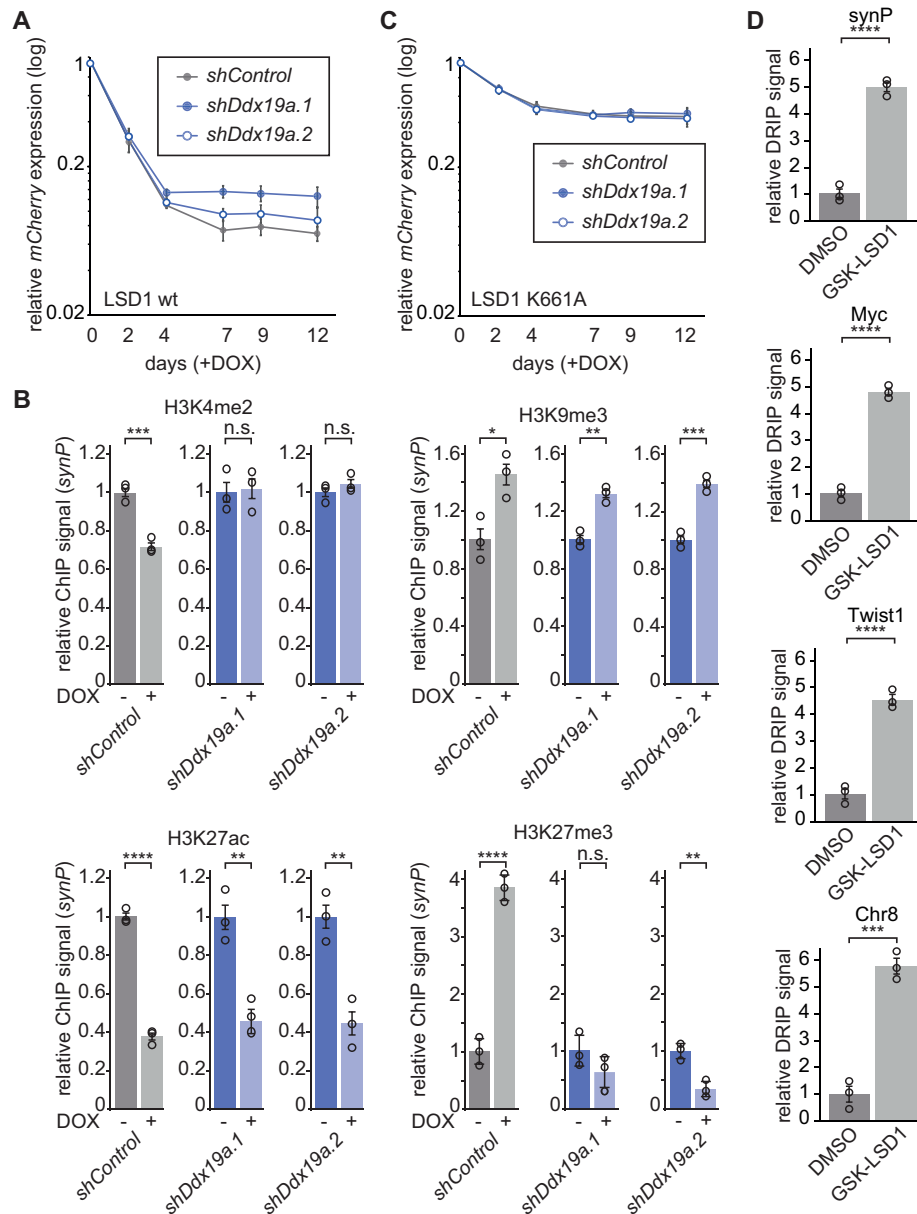 A
relative mCherry expression (log)
1
0.2
0.02
shControl
shDdx19a.1
shDdx19a.2
LSD1 wt
0 2 4 7 9 12
days (+DOX)
C
relative mCherry expression (log)
1
0.2
0.02
shControl
shDdx19a.1
shDdx19a.2
LSD1 K661A
0 2 4 7 9 12
days (+DOX)
B
H3K4me2
relative ChIP signal (synP)
*** n.s. n.s.
1.2 1.2 1.2
1 1 1
0.8 0.8 0.8
0.6 0.6 0.6
0.4 0.4 0.4
0.2 0.2 0.2
0 0 0
DOX - + - + - +
shControl shDdx19a.1 shDdx19a.2
H3K9me3
relative ChIP signal (synP)
* ** ***
1.6 1.6 1.6
1.2 1.2 1.2
0.8 0.8 0.8
0.4 0.4 0.4
0 0 0
- + - + - +
shControl shDdx19a.1 shDdx19a.2
H3K27ac
relative ChIP signal (synP)
**** ** **
1.2 1.2 1.2
1 1 1
0.8 0.8 0.8
0.6 0.6 0.6
0.4 0.4 0.4
0.2 0.2 0.2
0 0 0
DOX - + - + - +
shControl shDdx19a.1 shDdx19a.2
H3K27me3
relative ChIP signal (synP)
**** n.s. **
4 4 4
2 2 2
1 1 1
0 0 0
DOX - + - + - +
shControl shDdx19a.1 shDdx19a.2
D
synP
****
relative DRIP signal
6
5
4
3
2
1
0
DMSO GSK-LSD1
Myc
****
relative DRIP signal
6
5
4
3
2
1
0
DMSO GSK-LSD1
Twist1
****
relative DRIP signal
6
5
4
2
1
0
DMSO GSK-LSD1
Chr8
***
relative DRIP signal
6
5
4
3
2
1
0
DMSO GSK-LSD1